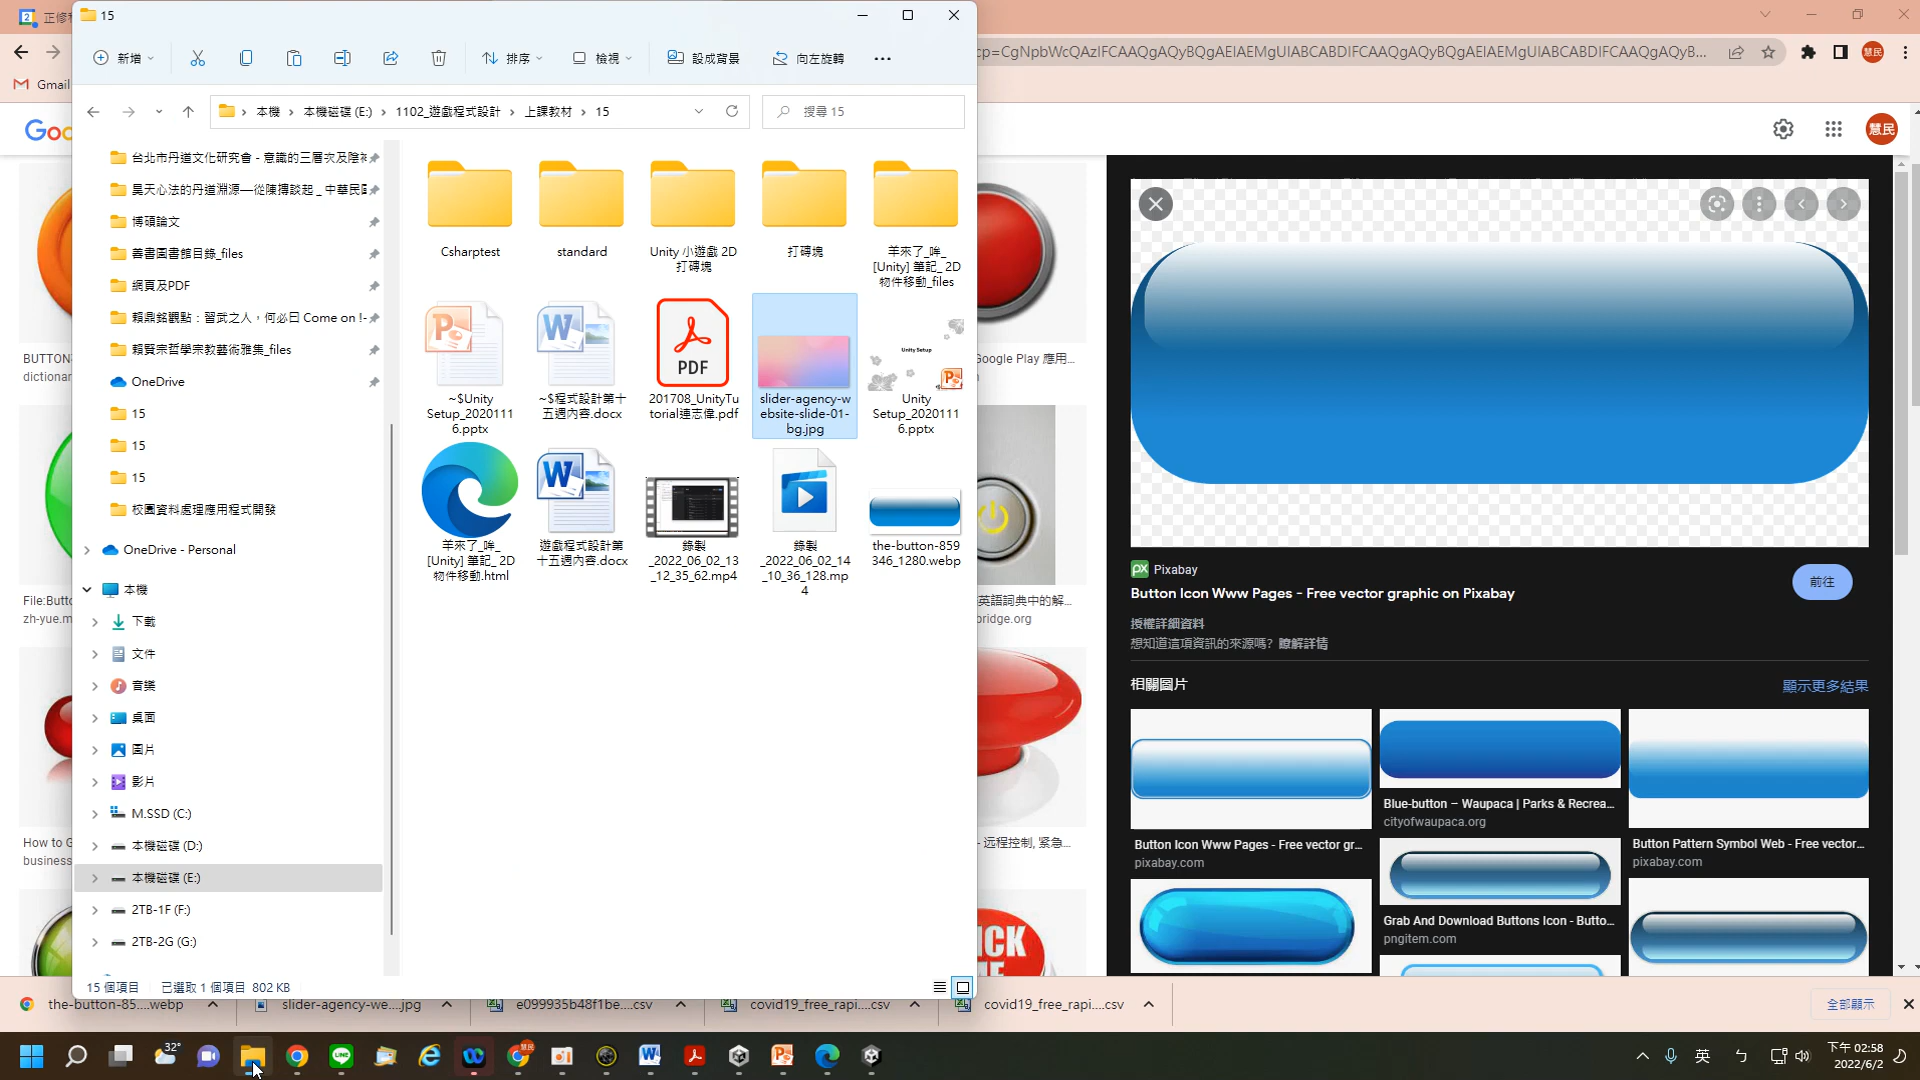 正修
15
新增
排序
檢視
設成背景
向左旋轉
Gmail
本機
本機磁碟 (E:)
1102_遊戲程式設計
上課教材
15
搜尋 15
cp=CgNpbWcQAzIFCAAQgAQyBQgAEIAEMgUIABCABDIFCAAQgAQyBQgAEIAEMgUIABCABDIFCAAQgAQyB...
慧民
Goo
慧民
台北市丹道文化研究會 - 意識的三層次及陰
昊天心法的丹道淵源—從陳摶談起 _ 中華民
博碩論文
善書圖書館目錄_files
網頁及PDF
賴鼎銘觀點：習武之人，何必曰 Come on !-
賴賢宗哲學宗教藝術雅集_files
OneDrive
15
15
15
校園資料處理應用程式開發
OneDrive - Personal
本機
下載
文件
音樂
桌面
圖片
影片
M.SSD (C:)
本機磁碟 (D:)
本機磁碟 (E:)
2TB-1F (F:)
2TB-2G (G:)
Csharptest
standard
Unity 小遊戲 2D
打磚塊
打磚塊
羊來了_哞_
[Unity] 筆記_ 2D
物件移動_files
~$Unity
Setup_2020111
6.pptx
~$程式設計第十
五週內容.docx
PDF
201708_UnityTu
torial連志偉.pdf
slider-agency-w
ebsite-slide-01-
bg.jpg
Unity Setup
Unity
Setup_2020111
6.pptx
羊來了_哞_
[Unity] 筆記_ 2D
物件移動.html
遊戲程式設計第
十五週內容.docx
錄製
_2022_06_02_13
_12_35_62.mp4
錄製
_2022_06_02_14
_10_36_128.mp
4
the-button-859
346_1280.webp
15 個項目
已選取 1 個項目 802 KB
BUTTON
dictionar
File:Butt
zh-yue.m
How to G
business
Google Play 應用...
英語詞典中的解...
bridge.org
- 远程控制, 紧急...
ICK
ME
Pixabay
前往
Button Icon Www Pages - Free vector graphic on Pixabay
授權詳細資料
想知道這項資訊的來源嗎? 瞭解詳情
相關圖片
顯示更多結果
Button Icon Www Pages - Free vector gr...
pixabay.com
Blue-button – Waupaca | Parks & Recrea...
cityofwaupaca.org
Button Pattern Symbol Web - Free vector...
pixabay.com
Grab And Download Buttons Icon - Butto...
pngitem.com
the-button-85....webp
slider-agency-we....jpg
e099935b48f1be....csv
covid19_free_rapi....csv
covid19_free_rapi....csv
全部顯示
32°
英
下午 02:58
2022/6/2